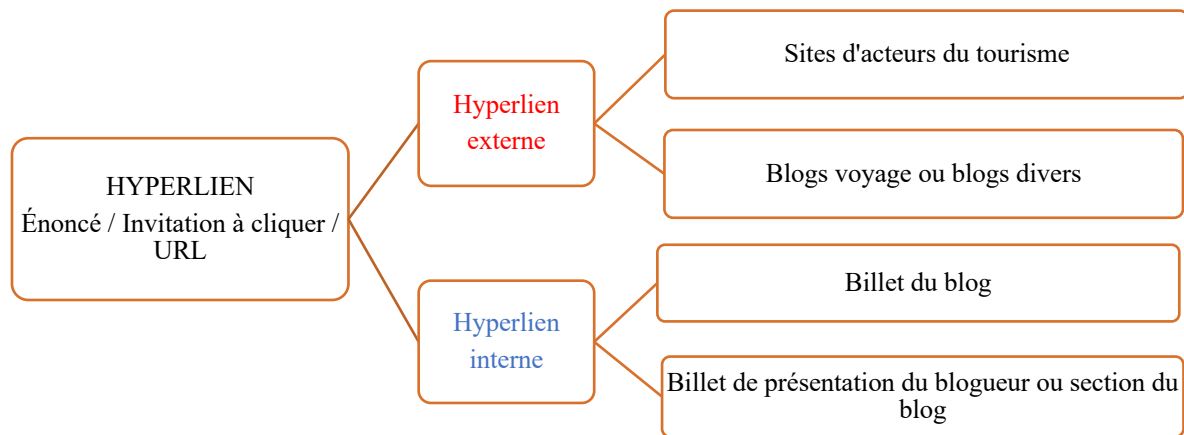 HYPERLIEN
Énoncé / Invitation à cliquer /
URL
Hyperlien
externe
Sites d'acteurs du tourisme
Blogs voyage ou blogs divers
Hyperlien
interne
Billet du blog
Billet de présentation du blogueur ou section du
blog